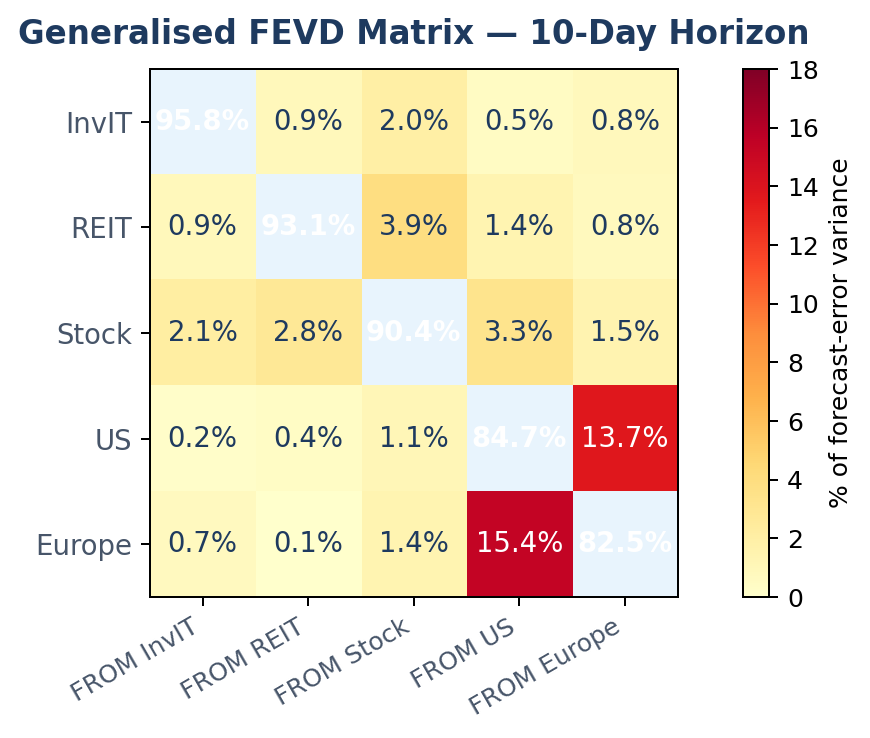 Generalised FEVD Matrix — 10-Day Horizon
InvIT 95.8% 0.9% 2.0% 0.5% 0.8%
REIT 0.9% 93.1% 3.9% 1.4% 0.8%
Stock 2.1% 2.8% 90.4% 3.3% 1.5%
US 0.2% 0.4% 1.1% 84.7% 13.7%
Europe 0.7% 0.1% 1.4% 15.4% 82.5%
FROM InvIT FROM REIT FROM Stock FROM US FROM Europe
18
16
14
12
10
8
6
4
2
0
% of forecast-error variance